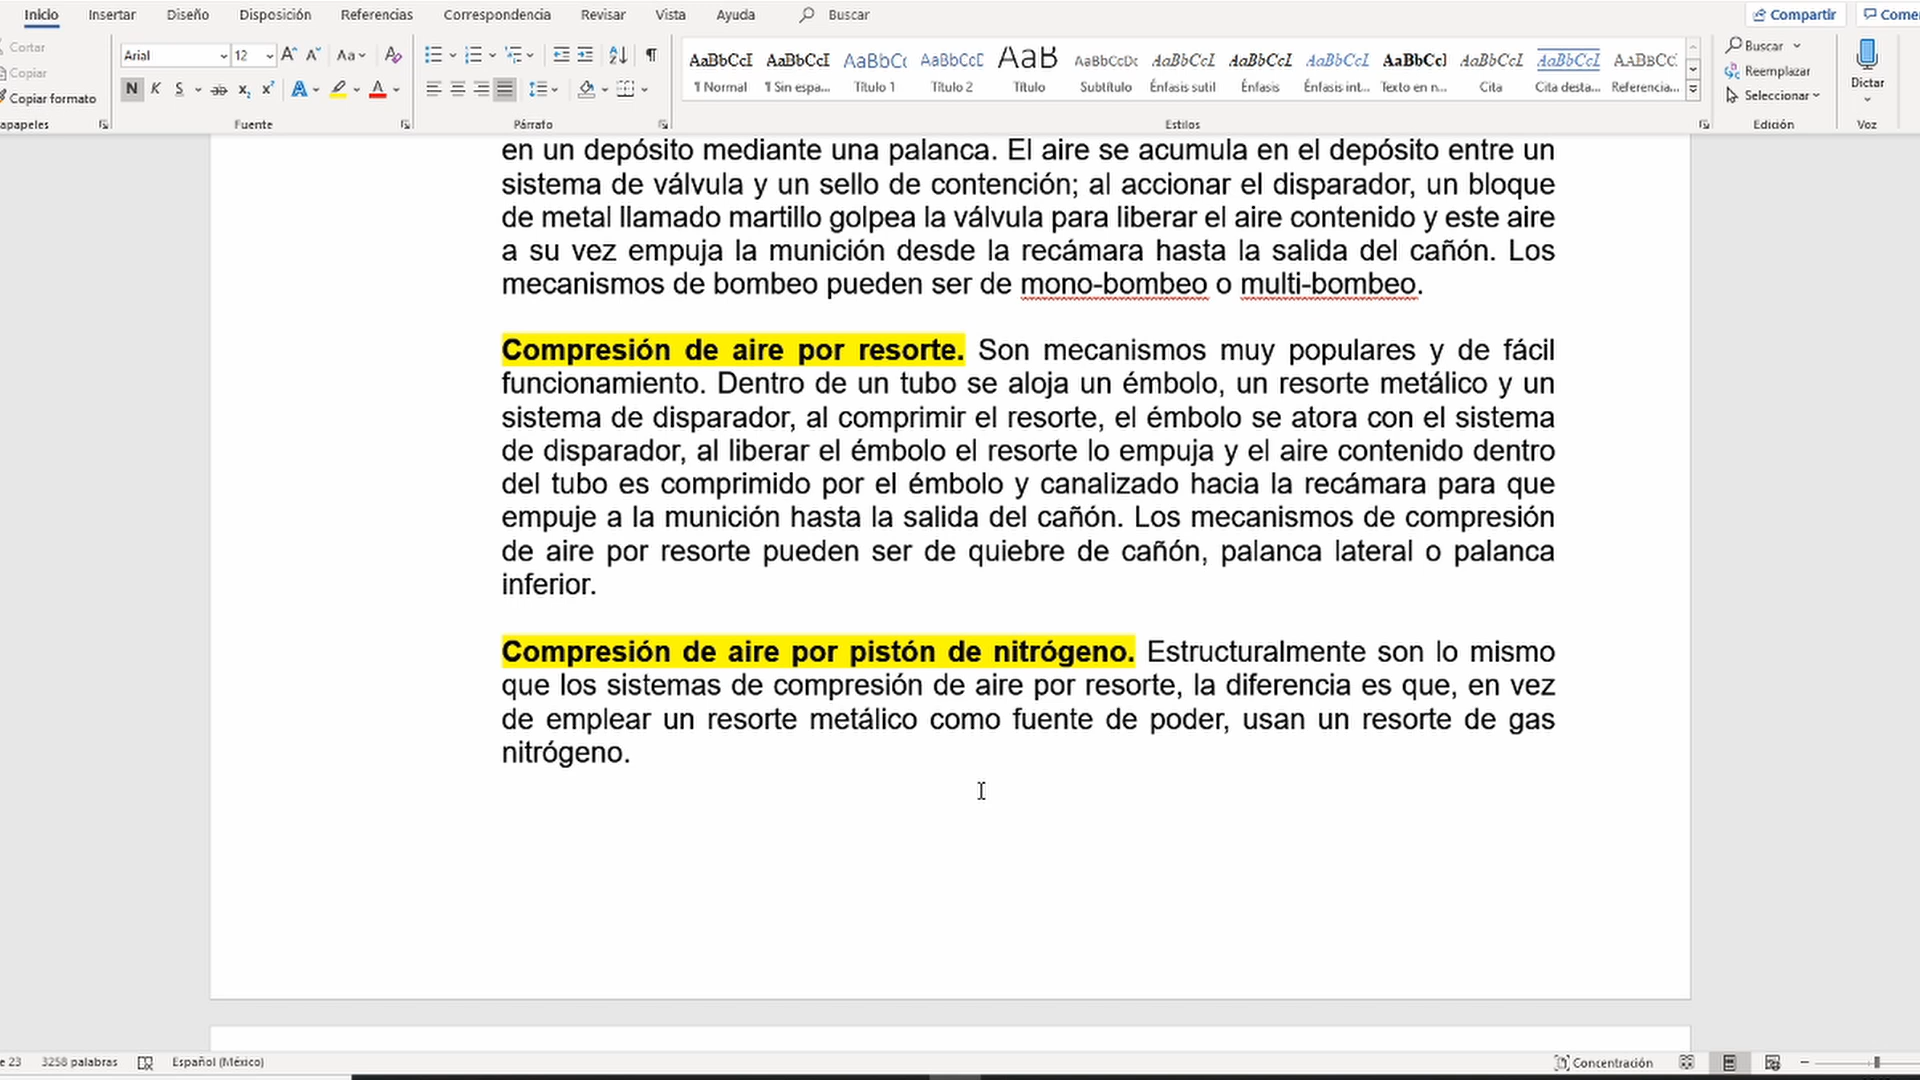 Inicio Insertar Diseño Disposición Referencias Correspondencia Revisar Vista Ayuda Buscar Compartir Comer
Cortar
Copiar
Copiar formato
apapeles
Arial 12 Aa
N K S ab x₂ x² A A
Fuente
Párrafo
AaBbCcI AaBbCcI AaBbCc AaBbCcD AaB AaBbCcDc AaBbCcI AaBbCcI AaBbCcI AaBbCcI AaBbCcI AaBbCcI AABBCC
¶ Normal ¶ Sin espa... Título 1 Título 2 Título Subtítulo Énfasis sutil Énfasis Énfasis int... Texto en n... Cita Cita desta... Referencia...
Estilos
Buscar
Reemplazar
Seleccionar
Edición
Dictar
Voz
en un depósito mediante una palanca. El aire se acumula en el depósito entre un
sistema de válvula y un sello de contención; al accionar el disparador, un bloque
de metal llamado martillo golpea la válvula para liberar el aire contenido y este aire
a su vez empuja la munición desde la recámara hasta la salida del cañón. Los
mecanismos de bombeo pueden ser de mono-bombeo o multi-bombeo.
Compresión de aire por resorte. Son mecanismos muy populares y de fácil
funcionamiento. Dentro de un tubo se aloja un émbolo, un resorte metálico y un
sistema de disparador, al comprimir el resorte, el émbolo se atora con el sistema
de disparador, al liberar el émbolo el resorte lo empuja y el aire contenido dentro
del tubo es comprimido por el émbolo y canalizado hacia la recámara para que
empuje a la munición hasta la salida del cañón. Los mecanismos de compresión
de aire por resorte pueden ser de quiebre de cañón, palanca lateral o palanca
inferior.
Compresión de aire por pistón de nitrógeno. Estructuralmente son lo mismo
que los sistemas de compresión de aire por resorte, la diferencia es que, en vez
de emplear un resorte metálico como fuente de poder, usan un resorte de gas
nitrógeno.
e 23 3258 palabras Español (México) Concentración